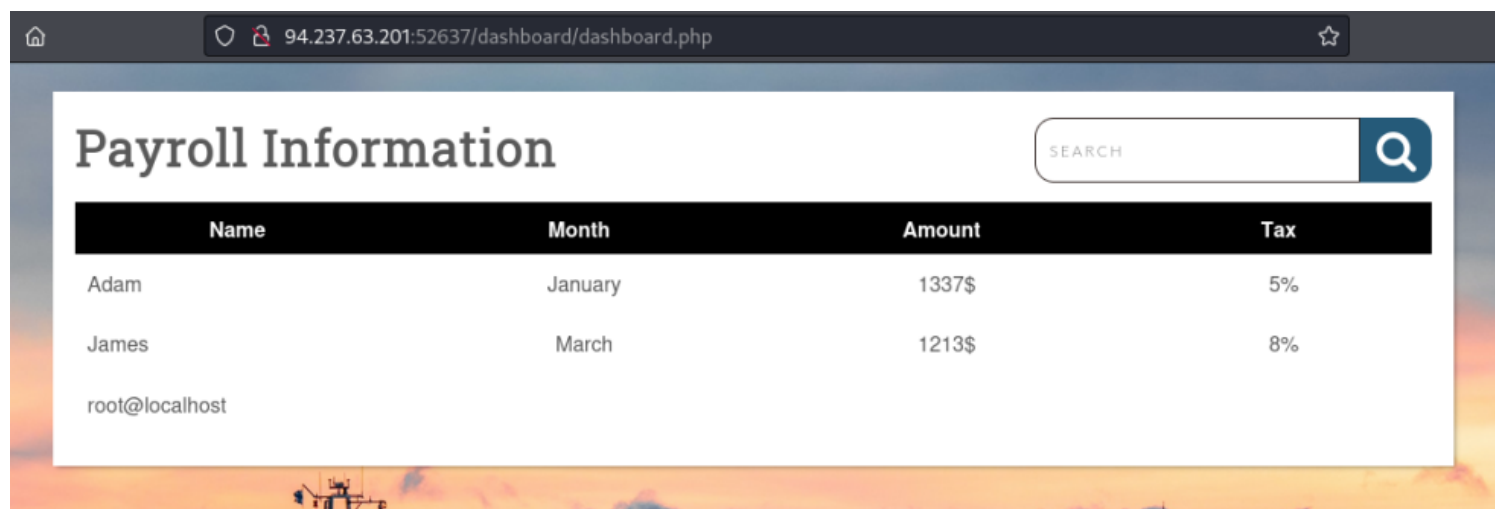 94.237.63.201:52637/dashboard/dashboard.php
Payroll Information
SEARCH
Name Month Amount Tax
Adam January 1337$ 5%
James March 1213$ 8%
root@localhost